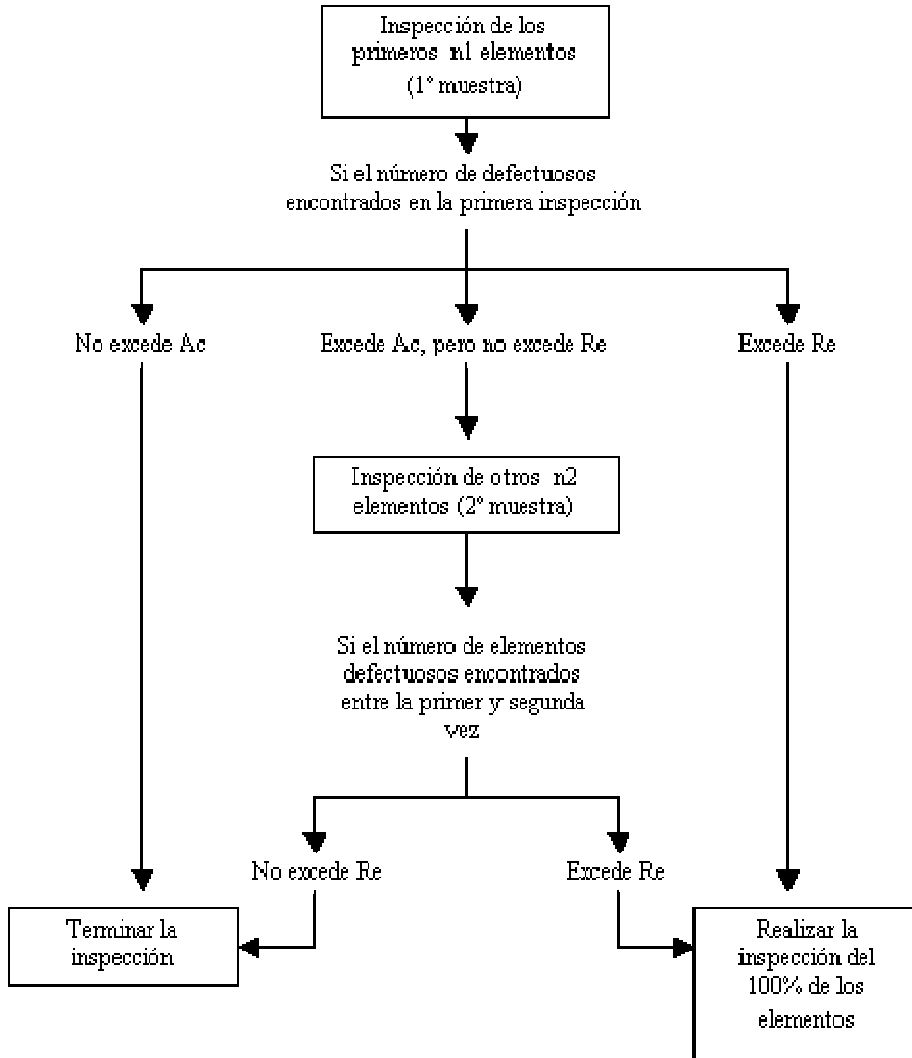 Inspección de los
primeros n1 elementos
(1º muestra)
Si el número de defectuosos
encontrados en la primera inspección
No excede Ac
Excede Ac, pero no excede Re
Excede Re
Inspección de otros n2
elementos (2º muestra)
Si el número de elementos
defectuosos encontrados
entre la primer y segunda
vez
No excede Re
Excede Re
Terminar la
inspección
Realizar la
inspección del
100% de los
elementos